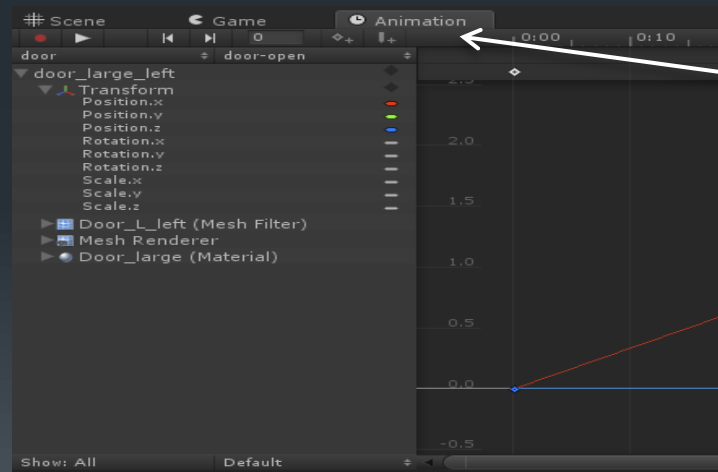 Scene Game Animation
0 0:00 0:10
door door-open
door_large_left
2.5
Transform
Position.x
Position.y
Position.z
Rotation.x
2.0
Rotation.y
Rotation.z
Scale.x
Scale.y
1.5
Scale.z
Door_L_left (Mesh Filter)
Mesh Renderer
Door_large (Material)
1.0
0.5
0.0
-0.5
Show: All Default